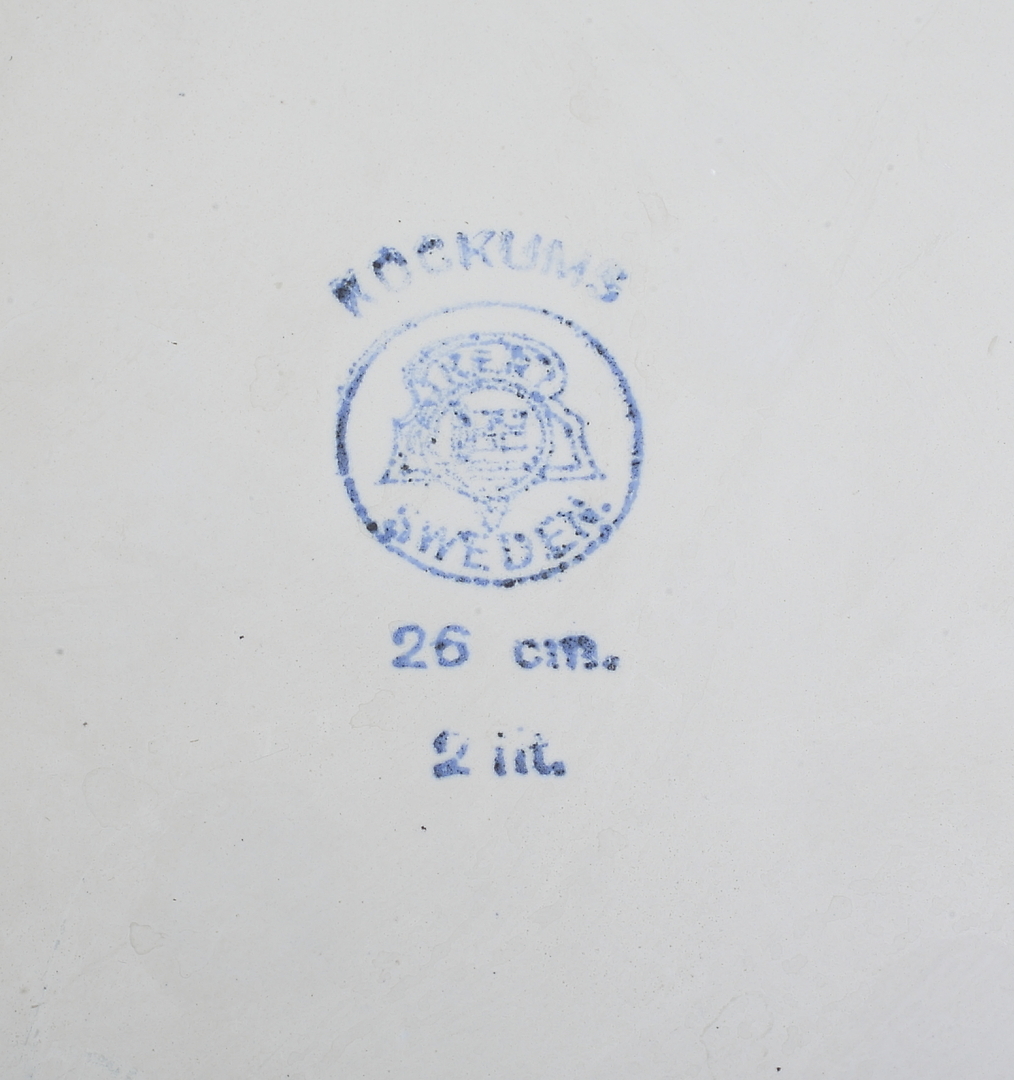 KOCKUMS
SWEDEN.
26 cm.
2 lit.